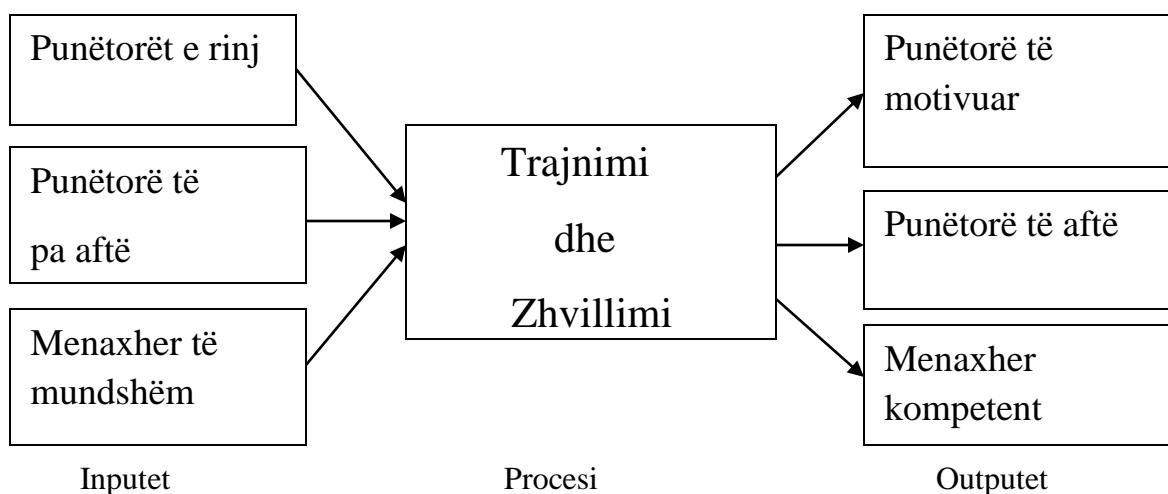 Punëtorët e rinj
Punëtorë të
pa aftë
Menaxher të
mundshëm
Inputet
Trajnimi
dhe
Zhvillimi
Procesi
Punëtorë të
motivuar
Punëtorë të aftë
Menaxher
kompetent
Outputet